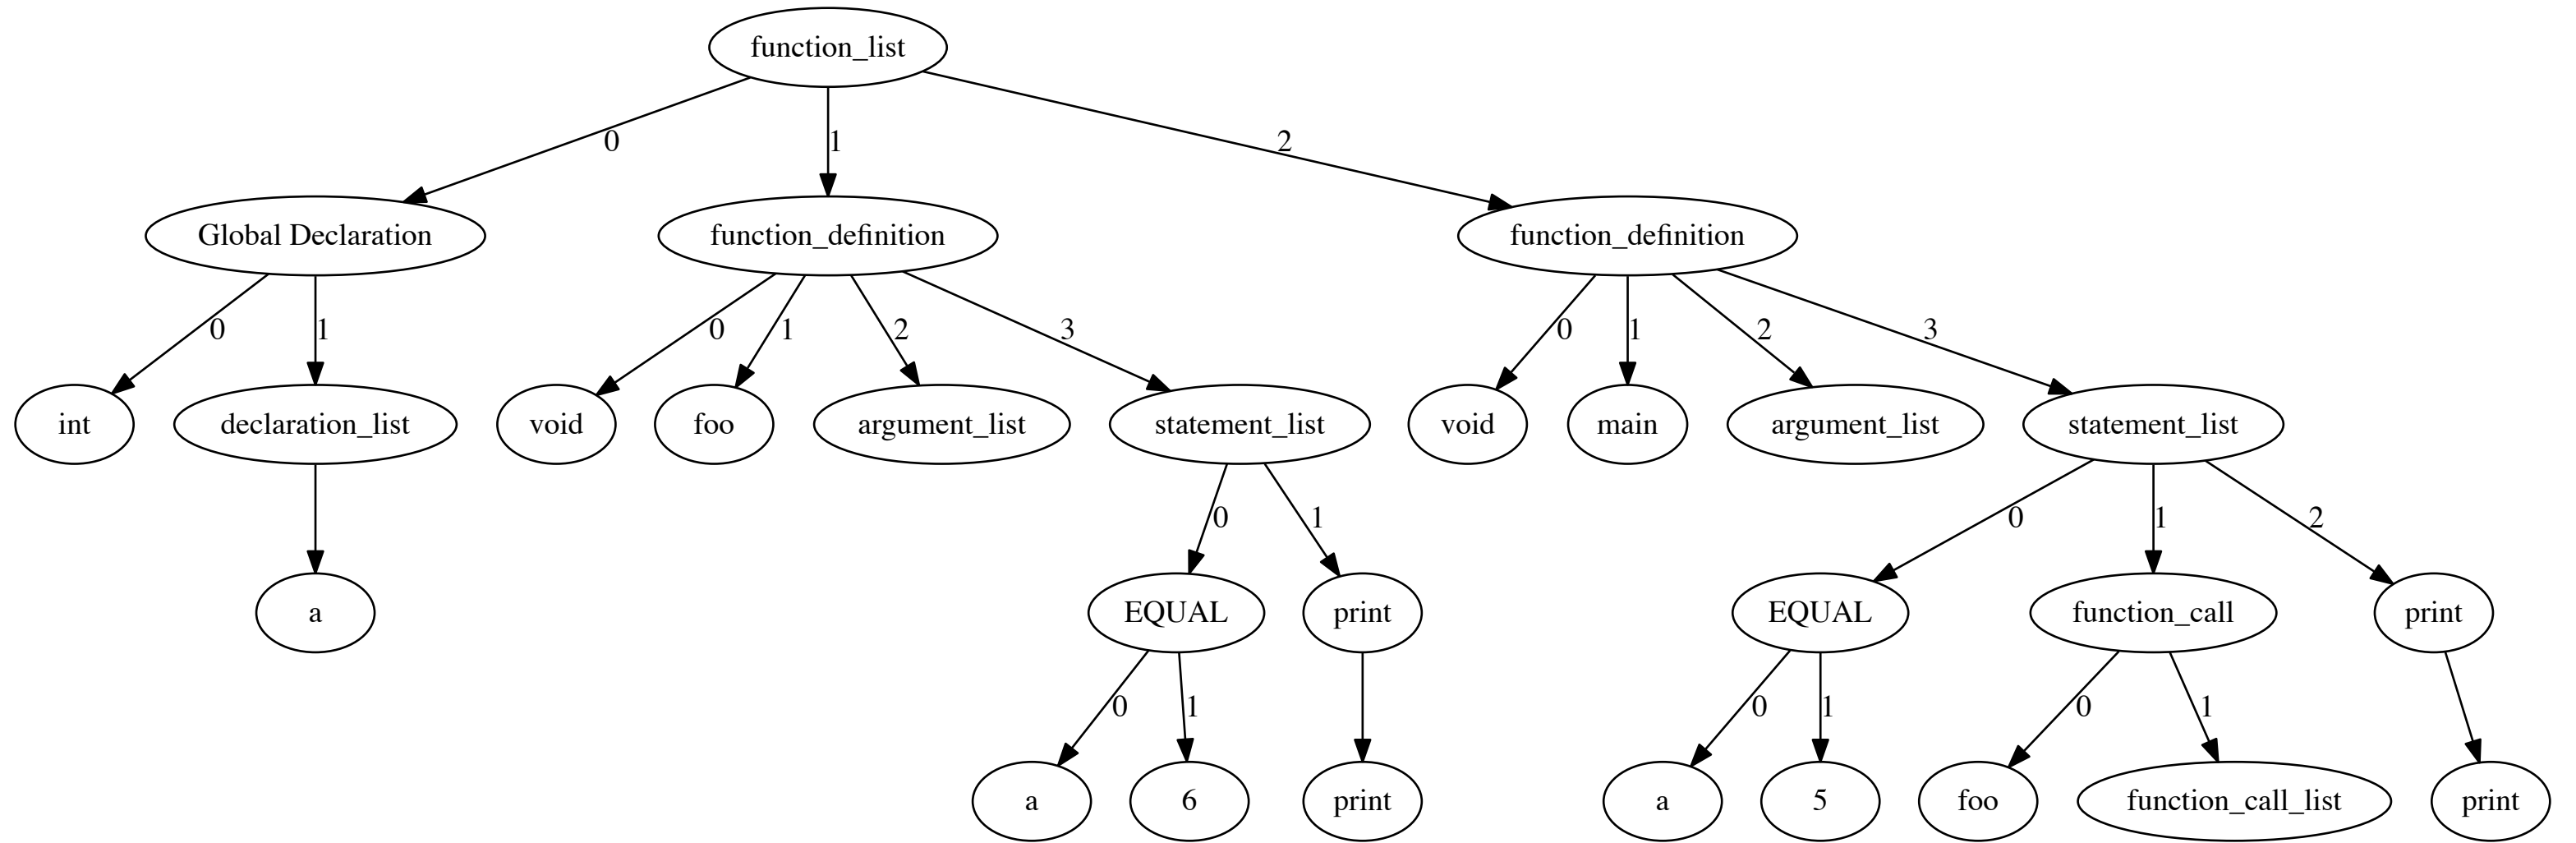 function_list
0
1
2
Global Declaration
function_definition
function_definition
0
1
0
1
2
3
0
1
2
3
int
declaration_list
void
foo
argument_list
statement_list
void
main
argument_list
statement_list
0
1
0
1
2
a
EQUAL
print
EQUAL
function_call
print
0
1
0
1
0
1
a
6
print
a
5
foo
function_call_list
print